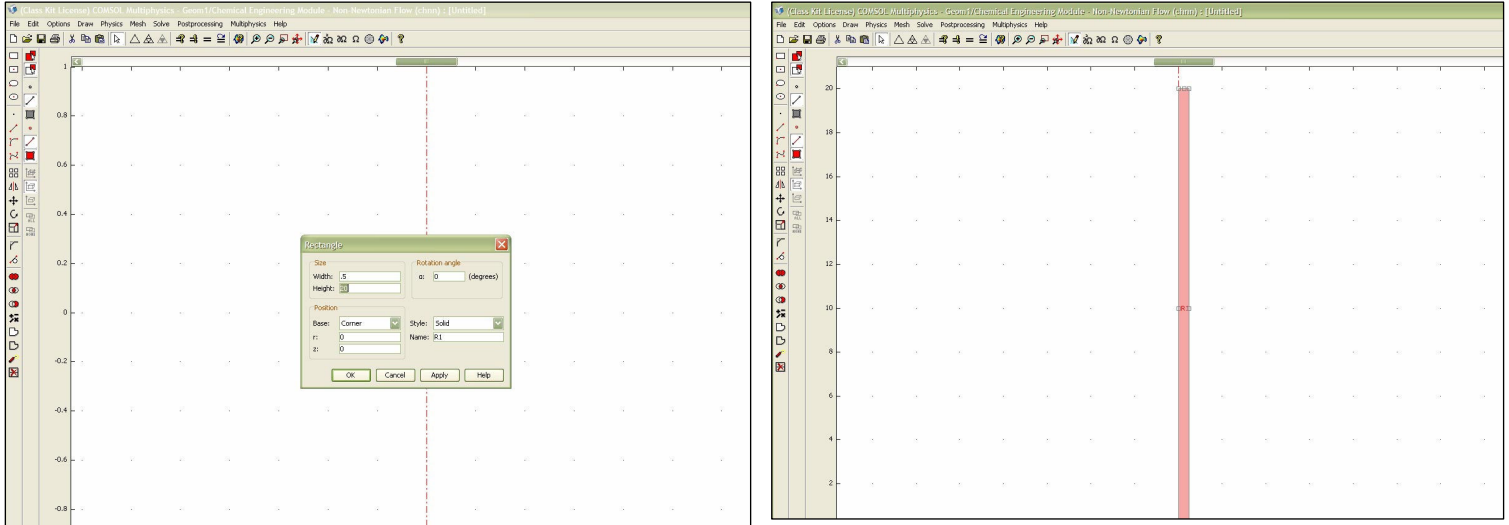 (Class Kit License) COMSOL Multiphysics - Geom1/Chemical Engineering Module - Non-Newtonian Flow (chnn) : [Untitled]
File Edit Options Draw Physics Mesh Solve Postprocessing Multiphysics Help
1
0.8
0.6
0.4
0.2
0
-0.2
-0.4
-0.6
-0.8
Rectangle
Size
Width: .5
Height: 20
Rotation angle
α: 0 (degrees)
Position
Base: Corner
r: 0
z: 0
Style: Solid
Name: R1
OK Cancel Apply Help
(Class Kit License) COMSOL Multiphysics - Geom1/Chemical Engineering Module - Non-Newtonian Flow (chnn) : [Untitled]
File Edit Options Draw Physics Mesh Solve Postprocessing Multiphysics Help
20
18
16
14
12
10
8
6
4
2
R1